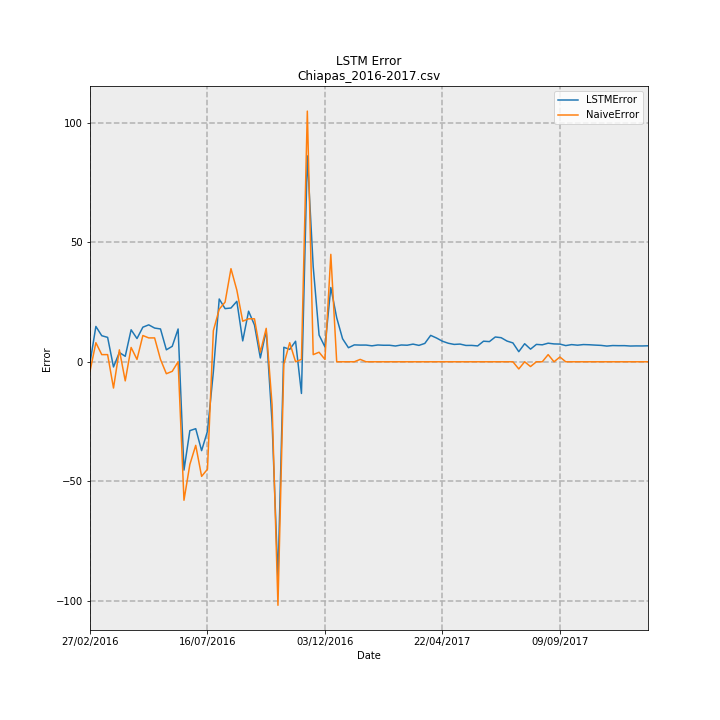 LSTM Error
Chiapas_2016-2017.csv
LSTMError
NaiveError
100
50
0
−50
−100
Error
27/02/2016
16/07/2016
03/12/2016
22/04/2017
09/09/2017
Date